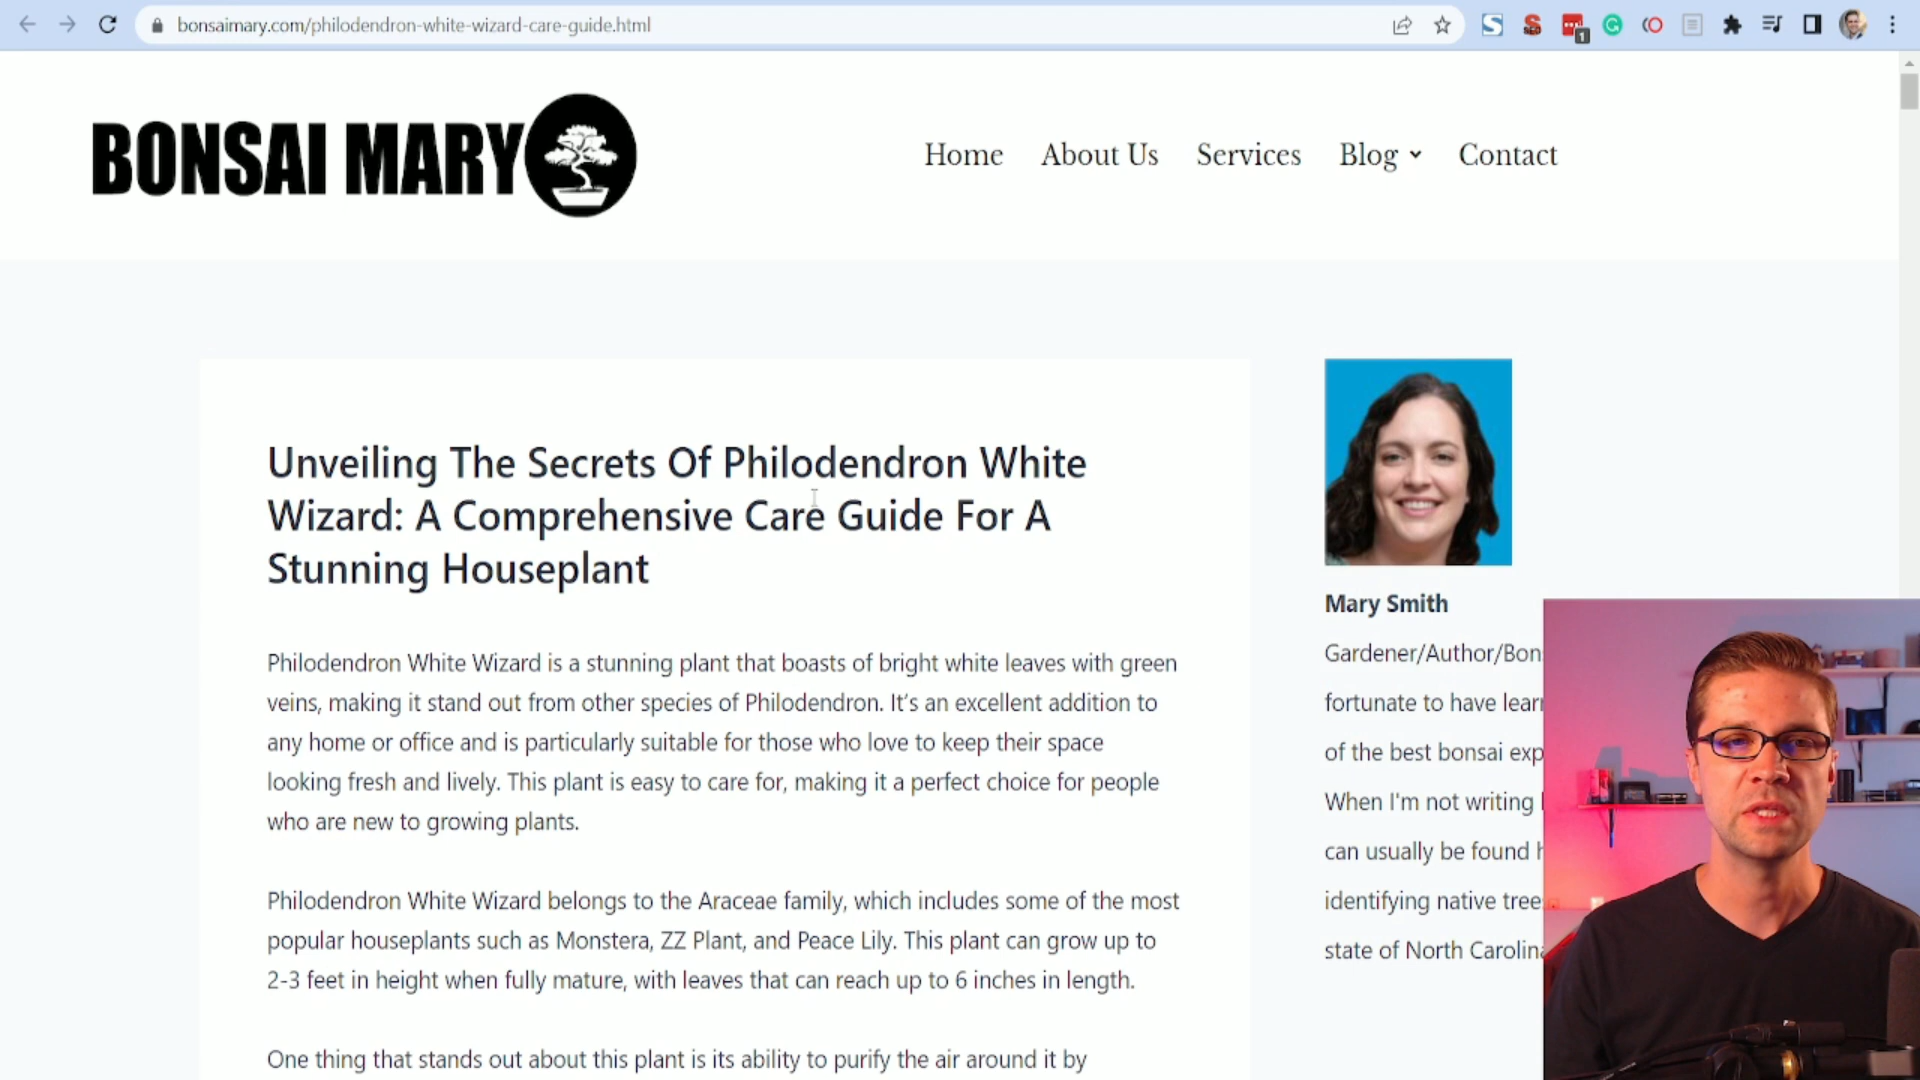 bonsaimary.com/philodendron-white-wizard-care-guide.html
1
BONSAI MARY
Home About Us Services Blog Contact
Unveiling The Secrets Of Philodendron White
Wizard: A Comprehensive Care Guide For A
Stunning Houseplant
Philodendron White Wizard is a stunning plant that boasts of bright white leaves with green
veins, making it stand out from other species of Philodendron. It's an excellent addition to
any home or office and is particularly suitable for those who love to keep their space
looking fresh and lively. This plant is easy to care for, making it a perfect choice for people
who are new to growing plants.
Philodendron White Wizard belongs to the Araceae family, which includes some of the most
popular houseplants such as Monstera, ZZ Plant, and Peace Lily. This plant can grow up to
2-3 feet in height when fully mature, with leaves that can reach up to 6 inches in length.
One thing that stands out about this plant is its ability to purify the air around it by
Mary Smith
Gardener/Author/Bon
fortunate to have lear
of the best bonsai exp
When I'm not writing
can usually be found
identifying native tree
state of North Carolina